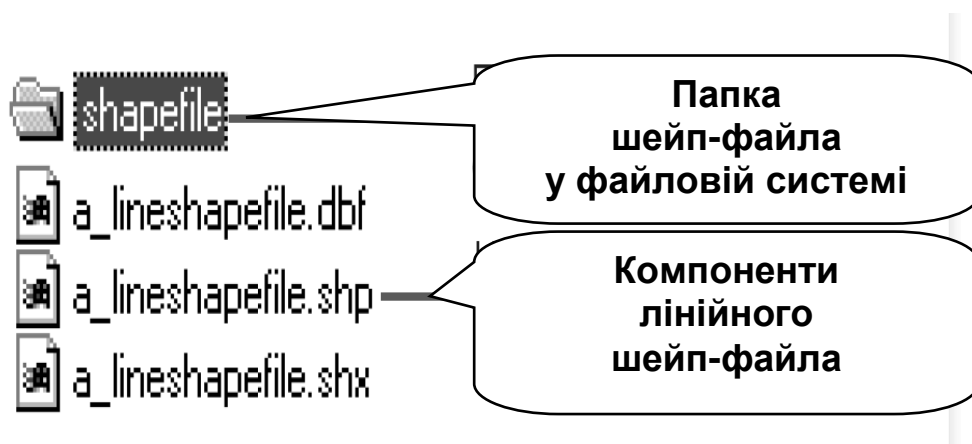 shapefile
Папка
шейп-файла
у файловій системі
a_lineshapefile.dbf
a_lineshapefile.shp
Компоненти
лінійного
шейп-файла
a_lineshapefile.shx